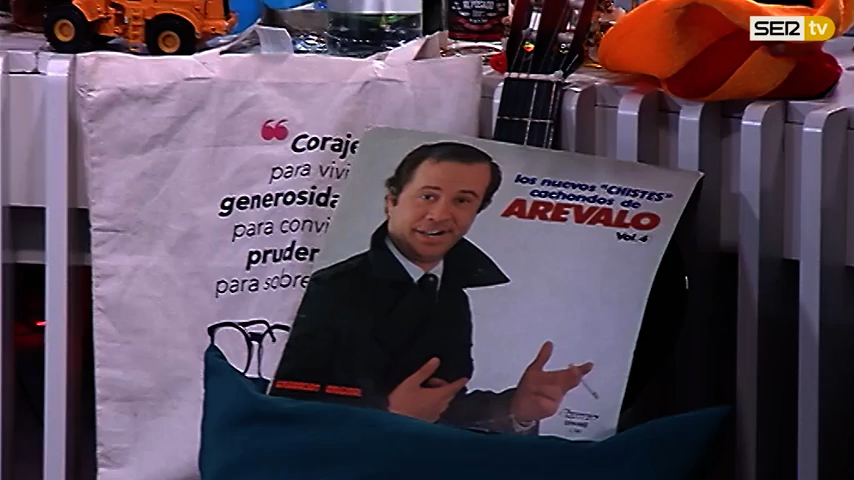 SER tv
“ Coraje
para vivi
generosida
para convi
pruden
para sobre
los nuevos "CHISTES"
cachondos de
AREVALO
Vol. 4